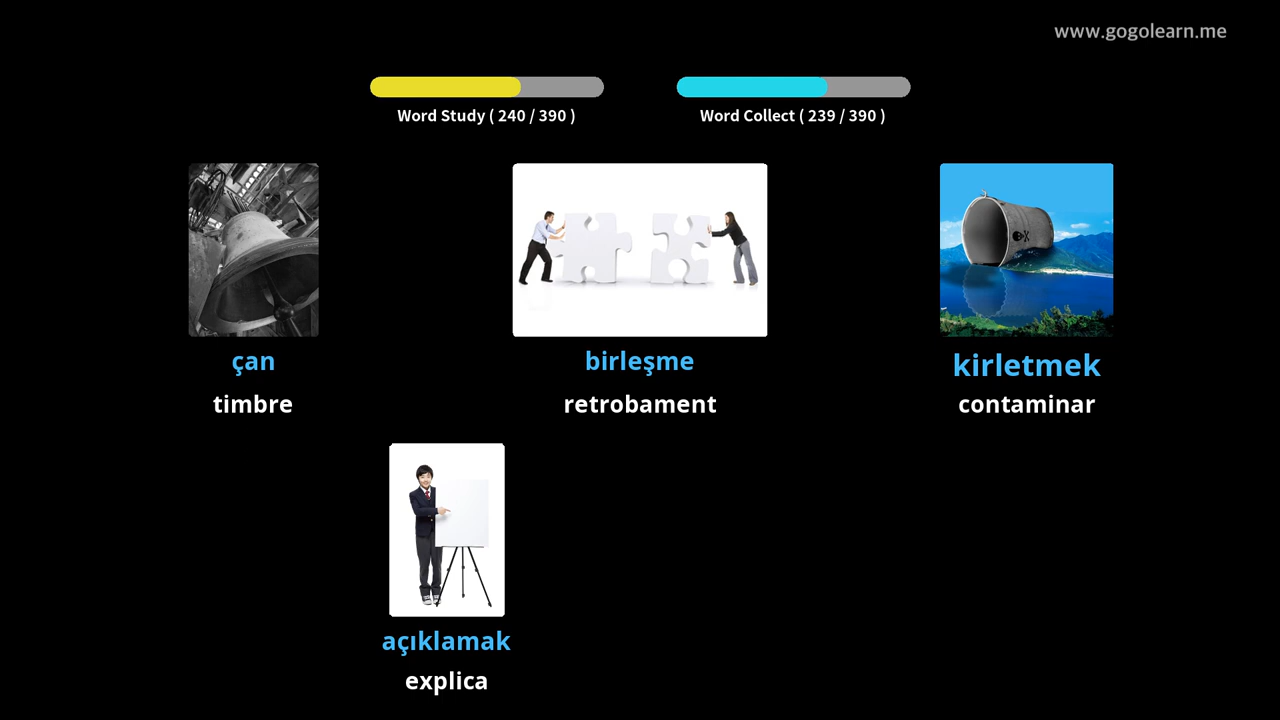 www.gogolearn.me
Word Study ( 240 / 390 )
Word Collect ( 239 / 390 )
çan
timbre
birleşme
retrobament
kirletmek
contaminar
açıklamak
explica